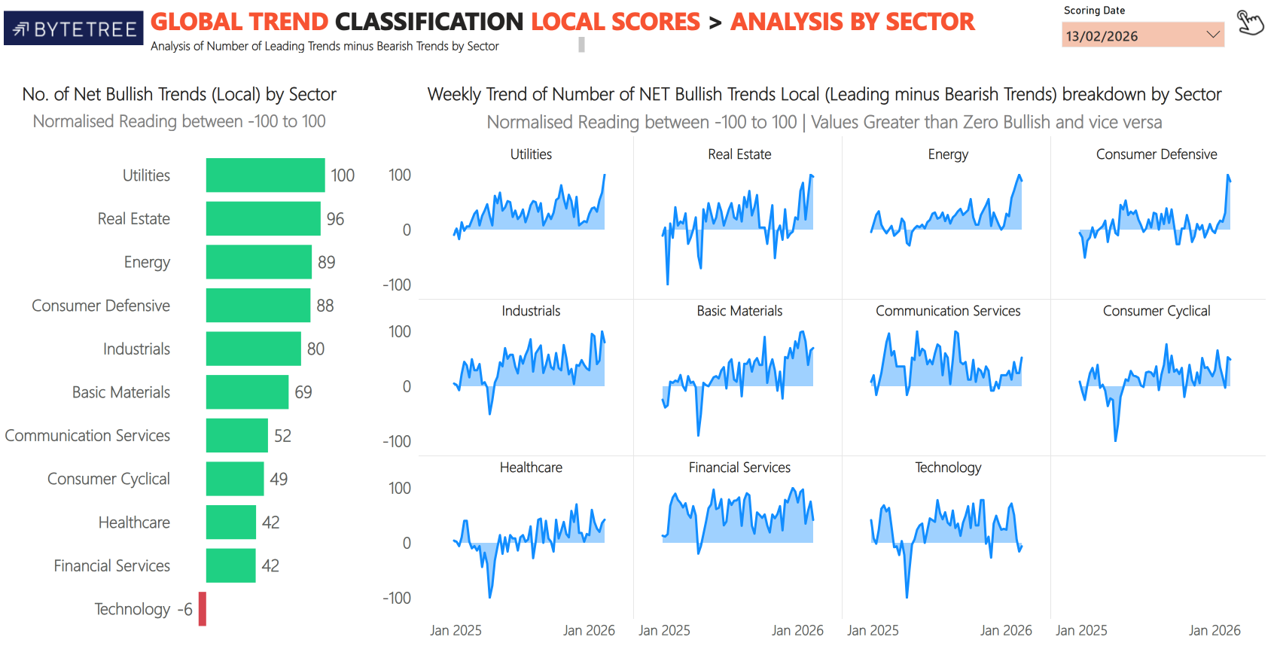 BYTETREE
GLOBAL TREND CLASSIFICATION LOCAL SCORES > ANALYSIS BY SECTOR
Analysis of Number of Leading Trends minus Bearish Trends by Sector
Scoring Date
13/02/2026
No. of Net Bullish Trends (Local) by Sector
Normalised Reading between -100 to 100
Utilities 100
Real Estate 96
Energy 89
Consumer Defensive 88
Industrials 80
Basic Materials 69
Communication Services 52
Consumer Cyclical 49
Healthcare 42
Financial Services 42
Technology -6
Weekly Trend of Number of NET Bullish Trends Local (Leading minus Bearish Trends) breakdown by Sector
Normalised Reading between -100 to 100 | Values Greater than Zero Bullish and vice versa
Utilities Real Estate Energy Consumer Defensive
100
0
-100
Industrials Basic Materials Communication Services Consumer Cyclical
100
0
-100
Healthcare Financial Services Technology
100
0
-100
Jan 2025 Jan 2026 Jan 2025 Jan 2026 Jan 2025 Jan 2026 Jan 2025 Jan 2026